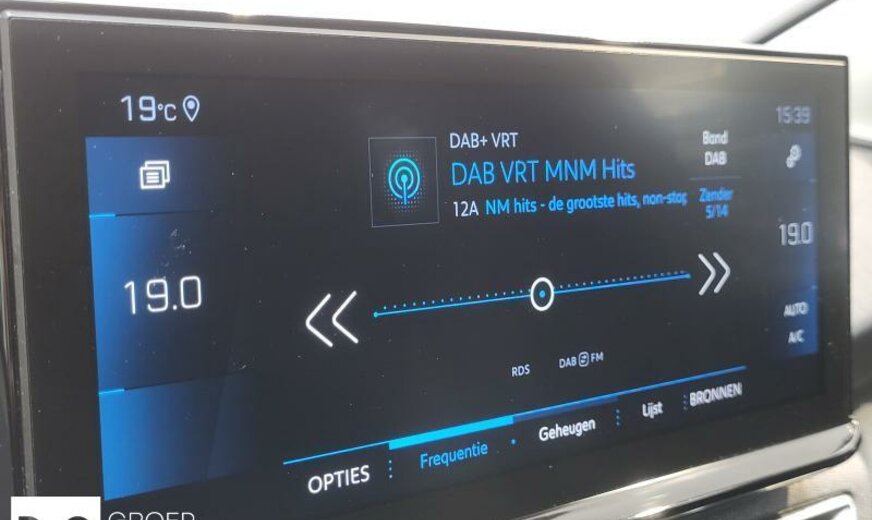 19°C
15:39
DAB+ VRT
DAB VRT MNM Hits
12A NM hits - de grootste hits, non-stop
Band
DAB
Zender
5/14
19.0
19.0
AUTO
A/C
RDS
DAB FM
OPTIES
Frequentie
Geheugen
Lijst
BRONNEN
GROEP